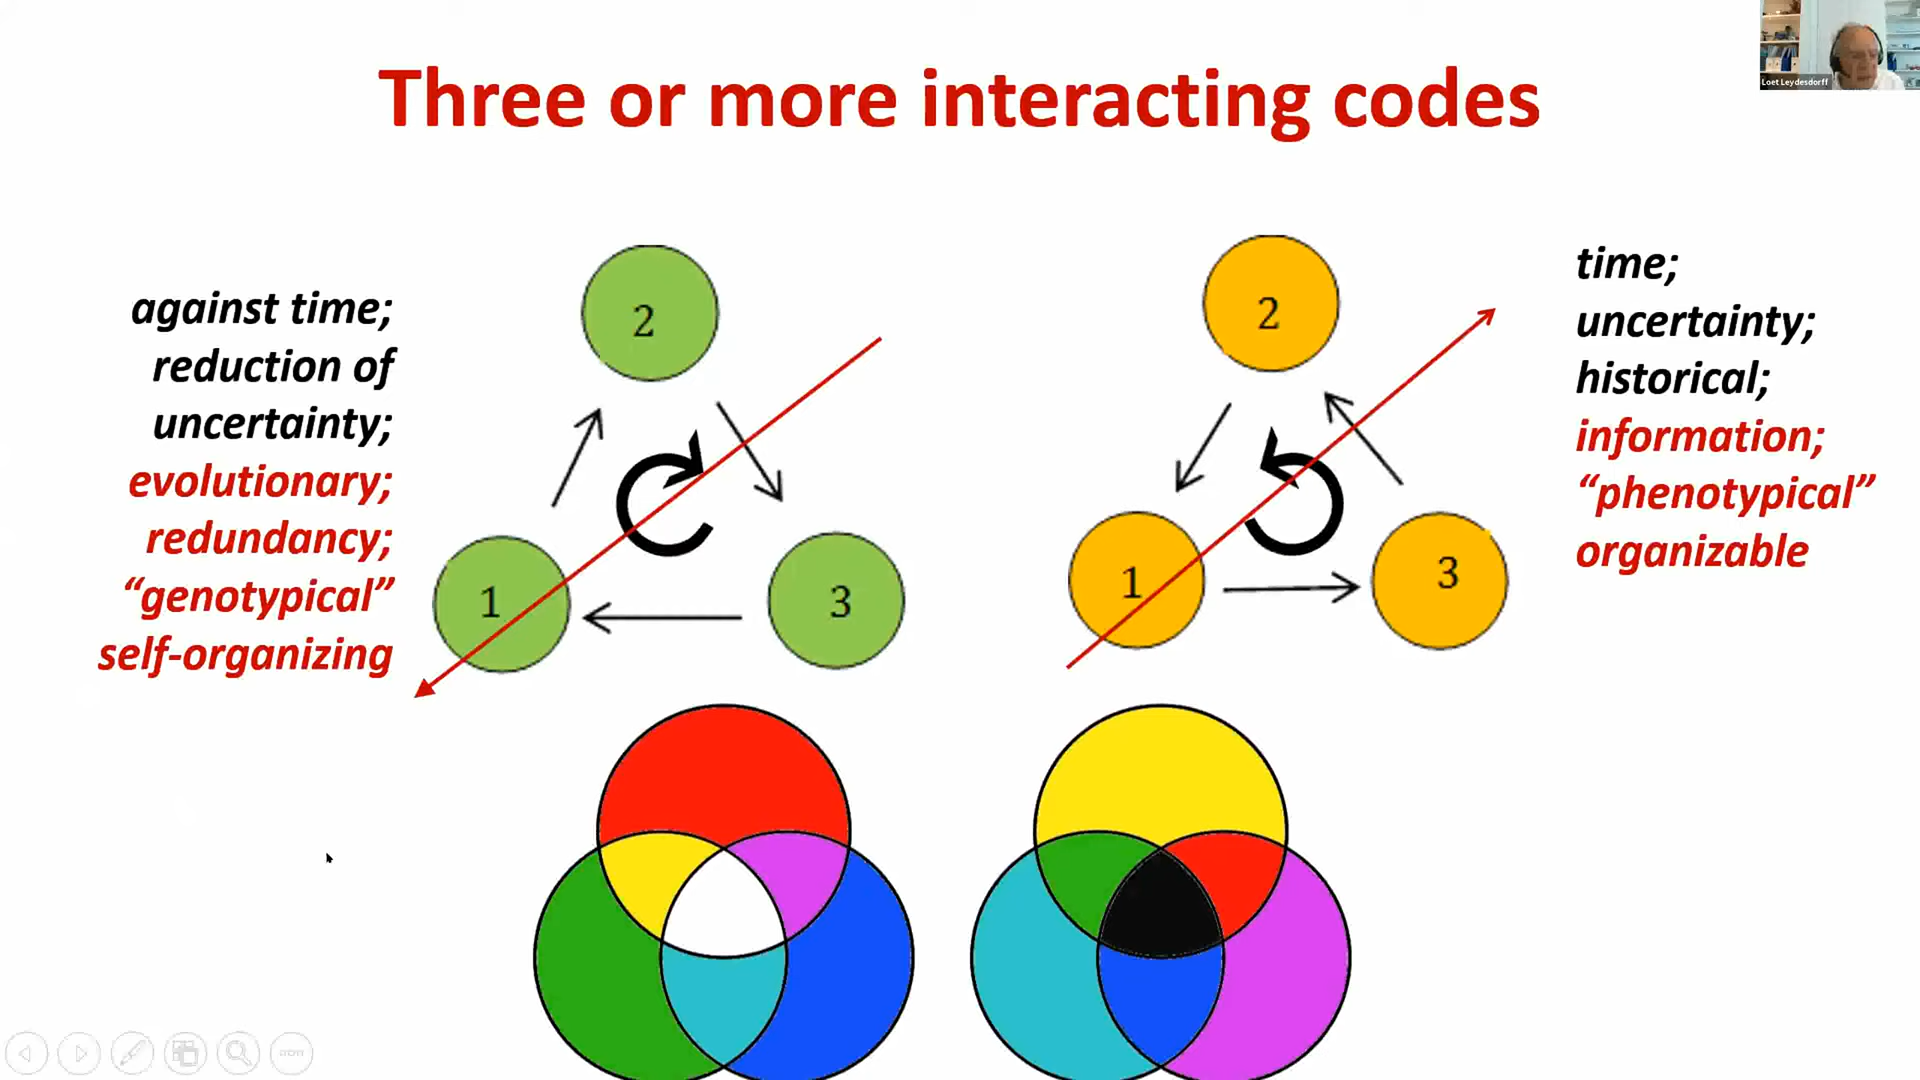 Three or more interacting codes
Loet Leydesdorff
against time;
reduction of
uncertainty;
evolutionary;
redundancy;
“genotypical”
self-organizing
2
1
3
2
1
3
time;
uncertainty;
historical;
information;
“phenotypical”
organizable